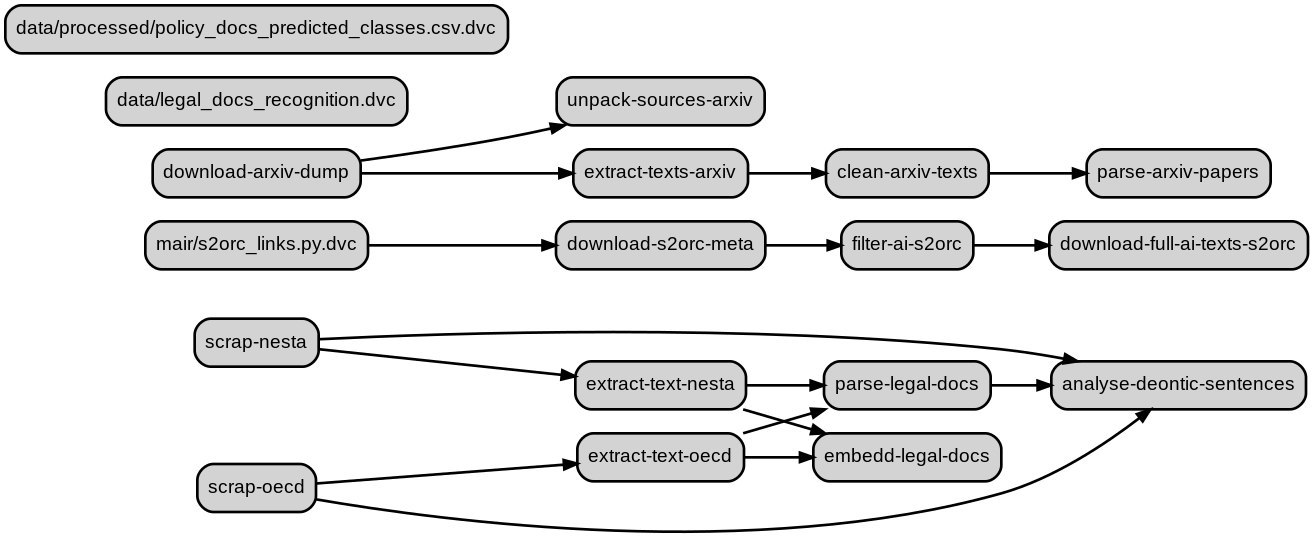 data/processed/policy_docs_predicted_classes.csv.dvc
data/legal_docs_recognition.dvc
unpack-sources-arxiv
download-arxiv-dump
extract-texts-arxiv
clean-arxiv-texts
parse-arxiv-papers
mair/s2orc_links.py.dvc
download-s2orc-meta
filter-ai-s2orc
download-full-ai-texts-s2orc
scrap-nesta
extract-text-nesta
parse-legal-docs
analyse-deontic-sentences
extract-text-oecd
embedd-legal-docs
scrap-oecd